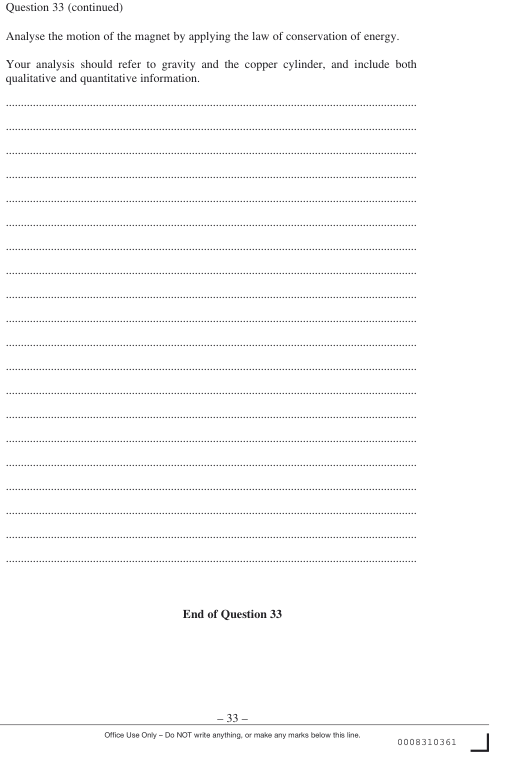 Question 33 (continued)
Analyse the motion of the magnet by applying the law of conservation of energy.
Your analysis should refer to gravity and the copper cylinder, and include both
qualitative and quantitative information.
End of Question 33
– 33 –
Office Use Only – Do NOT write anything, or make any marks below this line.
0008310361